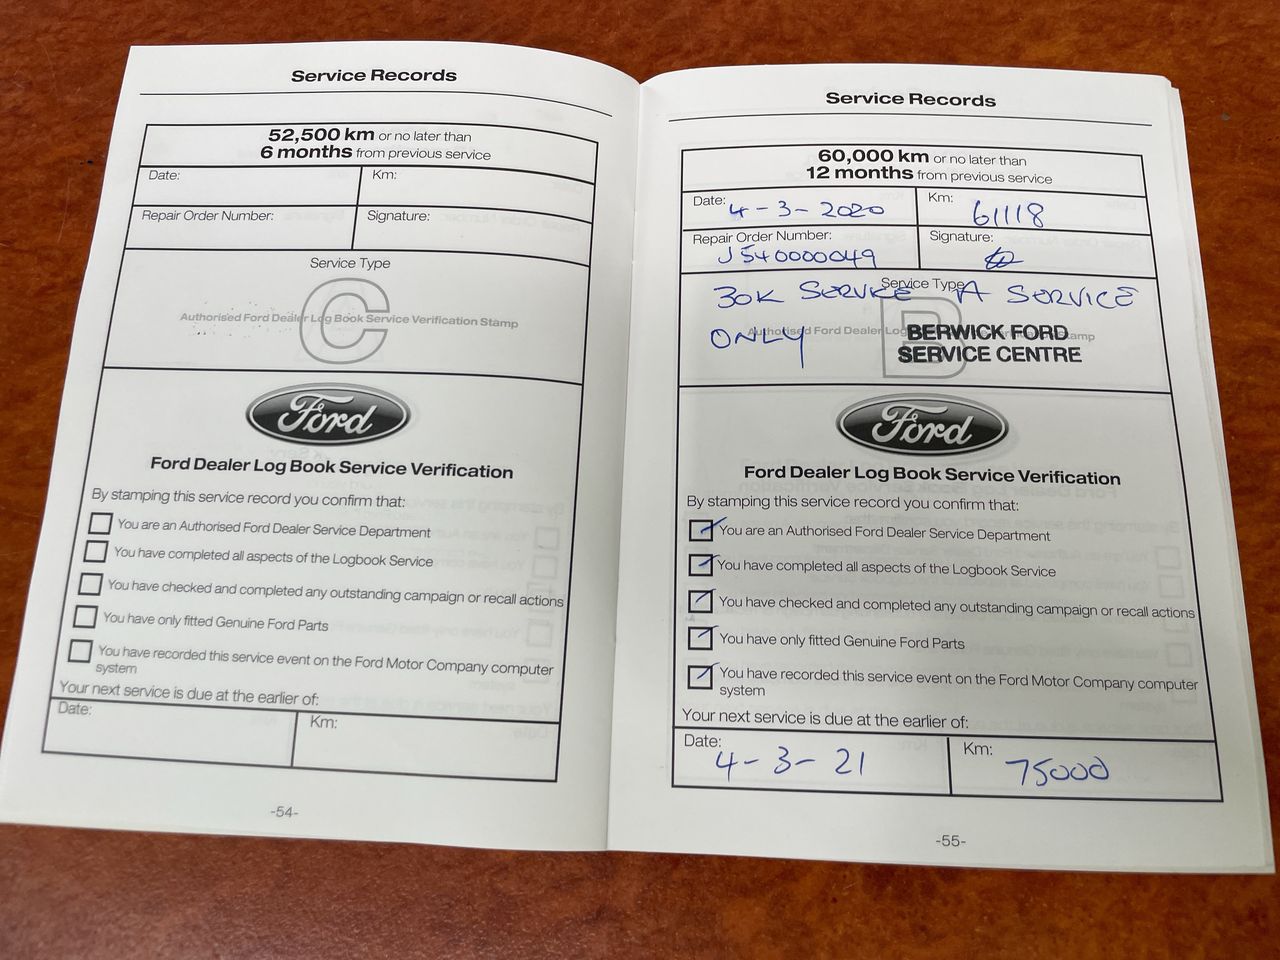 Service Records
52,500 km or no later than
6 months from previous service
Date:
Km:
Repair Order Number:
Signature:
Service Type
C
Authorised Ford Dealer Log Book Service Verification Stamp
Ford
Ford Dealer Log Book Service Verification
By stamping this service record you confirm that:
You are an Authorised Ford Dealer Service Department
You have completed all aspects of the Logbook Service
You have checked and completed any outstanding campaign or recall actions
You have only fitted Genuine Ford Parts
You have recorded this service event on the Ford Motor Company computer
system
Your next service is due at the earlier of:
Date:
Km:
-54-
Service Records
60,000 km or no later than
12 months from previous service
Date: 4-3-2020
Km: 61118
Repair Order Number:
J540000049
Signature:
Service Type
30K SERVICE A SERVICE
ONLY
B
Authorised Ford Dealer Log
BERWICK FORD
SERVICE CENTRE
Ford
Ford Dealer Log Book Service Verification
By stamping this service record you confirm that:
You are an Authorised Ford Dealer Service Department
You have completed all aspects of the Logbook Service
You have checked and completed any outstanding campaign or recall actions
You have only fitted Genuine Ford Parts
You have recorded this service event on the Ford Motor Company computer
system
Your next service is due at the earlier of:
Date: 4-3-21
Km: 75000
-55-